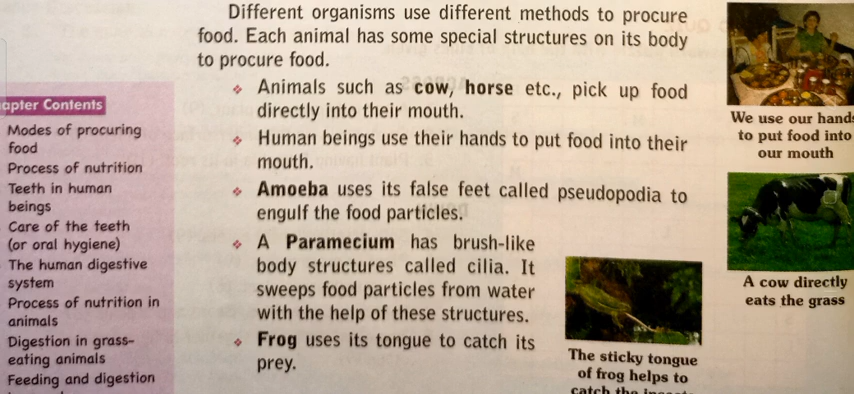 Different organisms use different methods to procure
food. Each animal has some special structures on its body
to procure food.
❖ Animals such as cow, horse etc., pick up food
directly into their mouth.
❖ Human beings use their hands to put food into their
mouth.
❖ Amoeba uses its false feet called pseudopodia to
engulf the food particles.
❖ A Paramecium has brush-like
body structures called cilia. It
sweeps food particles from water
with the help of these structures.
❖ Frog uses its tongue to catch its
prey.
apter Contents
Modes of procuring
food
Process of nutrition
Teeth in human
beings
Care of the teeth
(or oral hygiene)
The human digestive
system
Process of nutrition in
animals
Digestion in grass-
eating animals
Feeding and digestion
We use our hands
to put food into
our mouth
A cow directly
eats the grass
The sticky tongue
of frog helps to
catch the insects